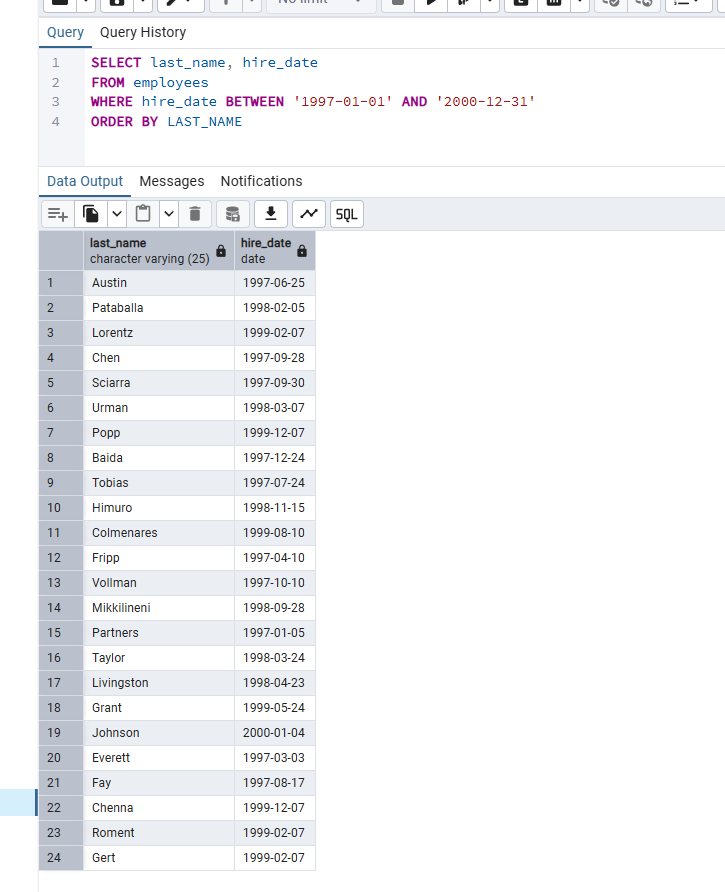 No limit
Query Query History
1 SELECT last_name, hire_date
2 FROM employees
3 WHERE hire_date BETWEEN '1997-01-01' AND '2000-12-31'
4 ORDER BY LAST_NAME
Data Output Messages Notifications
SQL
last_name hire_date
character varying (25) date
1 Austin 1997-06-25
2 Pataballa 1998-02-05
3 Lorentz 1999-02-07
4 Chen 1997-09-28
5 Sciarra 1997-09-30
6 Urman 1998-03-07
7 Popp 1999-12-07
8 Baida 1997-12-24
9 Tobias 1997-07-24
10 Himuro 1998-11-15
11 Colmenares 1999-08-10
12 Fripp 1997-04-10
13 Vollman 1997-10-10
14 Mikkilineni 1998-09-28
15 Partners 1997-01-05
16 Taylor 1998-03-24
17 Livingston 1998-04-23
18 Grant 1999-05-24
19 Johnson 2000-01-04
20 Everett 1997-03-03
21 Fay 1997-08-17
22 Chenna 1999-12-07
23 Roment 1999-02-07
24 Gert 1999-02-07